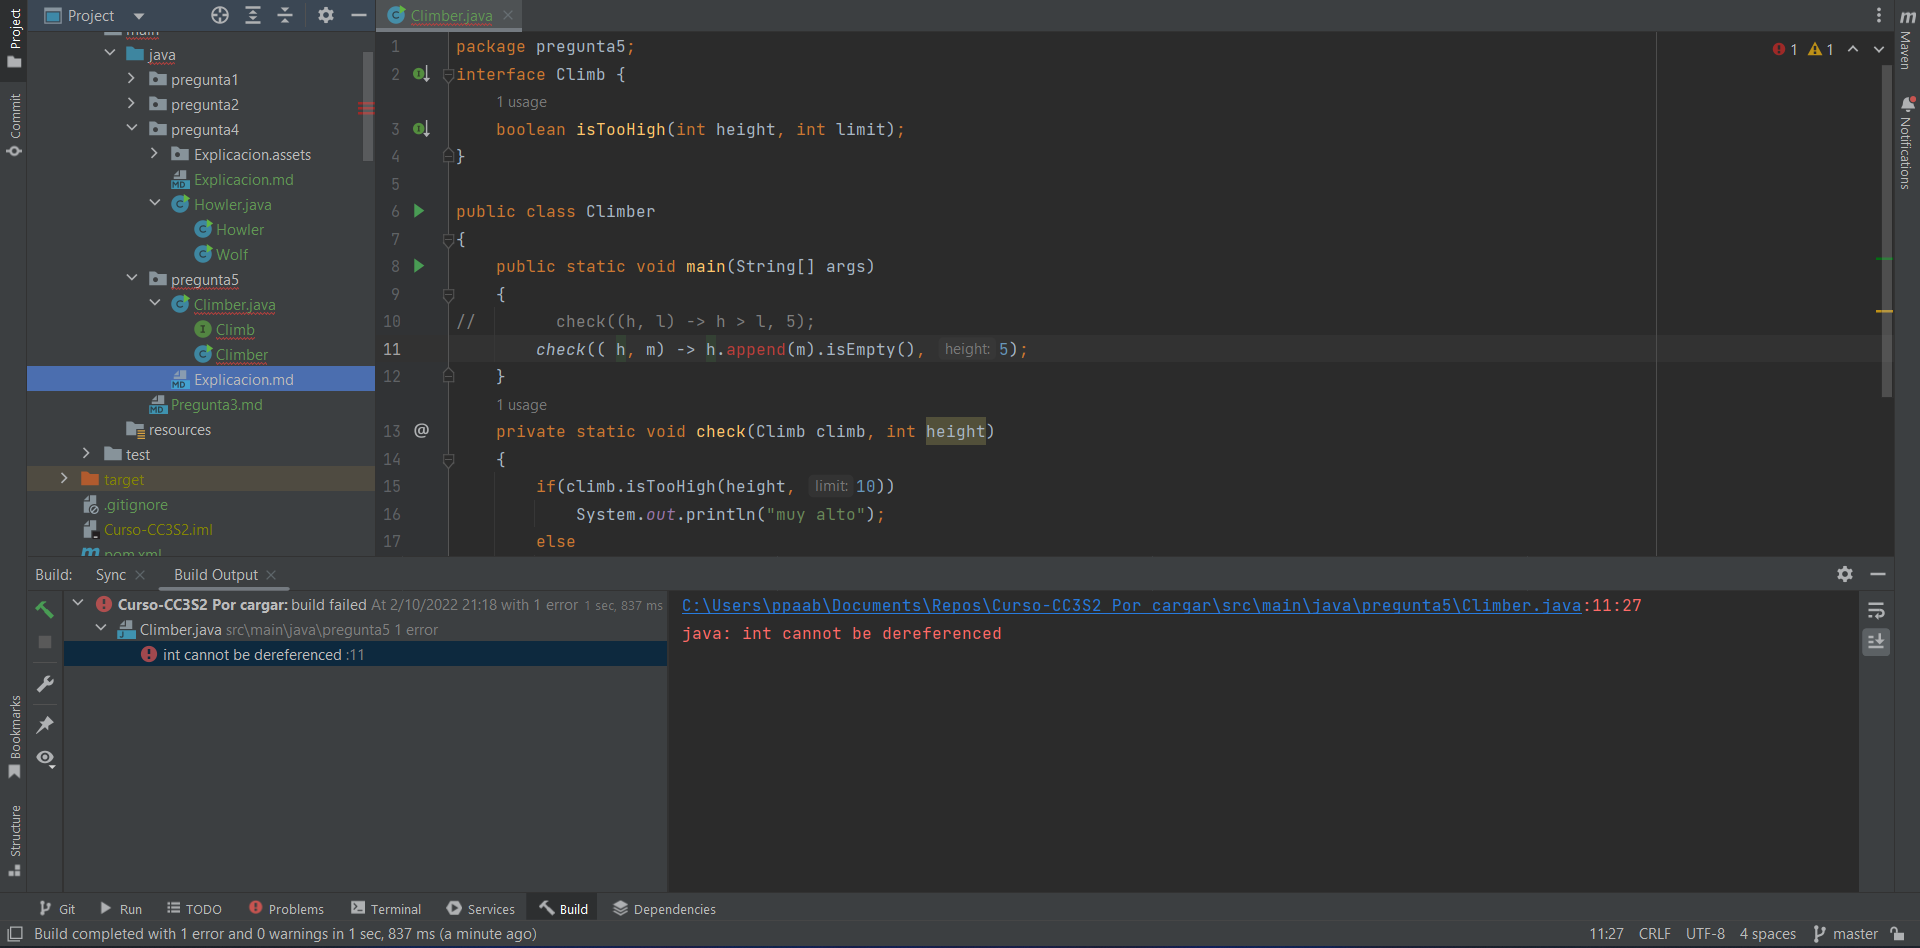 Project
Climber.java
Project
Commit
Bookmarks
Structure
main
java
pregunta1
pregunta2
pregunta4
Explicacion.assets
Explicacion.md
Howler.java
Howler
Wolf
pregunta5
Climber.java
Climb
Climber
Explicacion.md
Pregunta3.md
resources
test
target
.gitignore
Curso-CC3S2.iml
pom.xml
1 package pregunta5;
2 interface Climb {
1 usage
3 boolean isTooHigh(int height, int limit);
4 }
5
6 public class Climber
7 {
8 public static void main(String[] args)
9 {
10 // check((h, l) -> h > l, 5);
11 check(( h, m) -> h.append(m).isEmpty(), height: 5);
12 }
1 usage
13 @ private static void check(Climb climb, int height)
14 {
15 if(climb.isTooHigh(height, limit: 10))
16 System.out.println("muy alto");
17 else
1 1
m
Maven
Notifications
Build: Sync Build Output
Curso-CC3S2 Por cargar: build failed At 2/10/2022 21:18 with 1 error 1 sec, 837 ms
Climber.java src\main\java\pregunta5 1 error
int cannot be dereferenced :11
C:\Users\ppaab\Documents\Repos\Curso-CC3S2 Por cargar\src\main\java\pregunta5\Climber.java:11:27
java: int cannot be dereferenced
Git Run TODO Problems Terminal Services Build Dependencies
Build completed with 1 error and 0 warnings in 1 sec, 837 ms (a minute ago)
11:27 CRLF UTF-8 4 spaces master